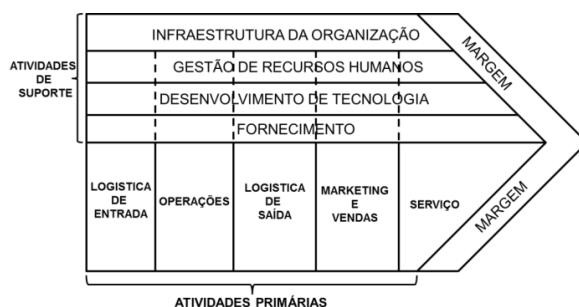 INFRAESTRUTURA DA ORGANIZAÇÃO
GESTÃO DE RECURSOS HUMANOS
DESENVOLVIMENTO DE TECNOLOGIA
FORNECIMENTO
ATIVIDADES
DE
SUPORTE
MARGEM
LOGISTICA
DE
ENTRADA
OPERAÇÕES
LOGISTICA
DE
SAÍDA
MARKETING
E
VENDAS
SERVIÇO
MARGEM
ATIVIDADES PRIMÁRIAS